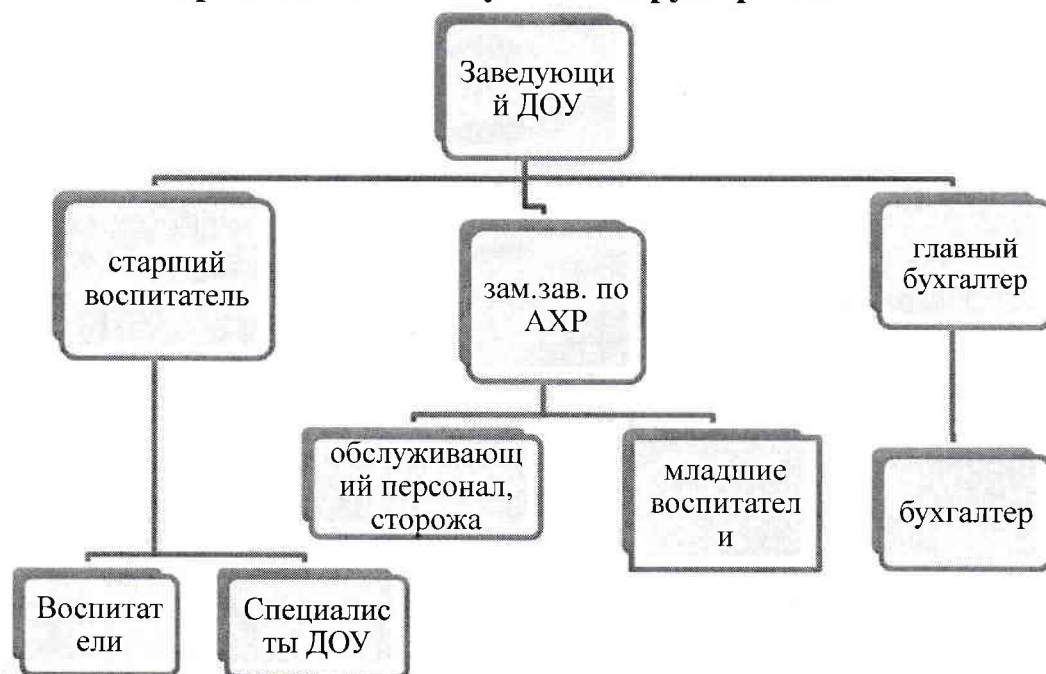 Заведующи
й ДОУ
старший
воспитатель
зам.зав. по
АХР
главный
бухгалтер
обслуживающ
ий персонал,
сторожа
младшие
воспитател
и
бухгалтер
Воспитат
ели
Специалис
ты ДОУ